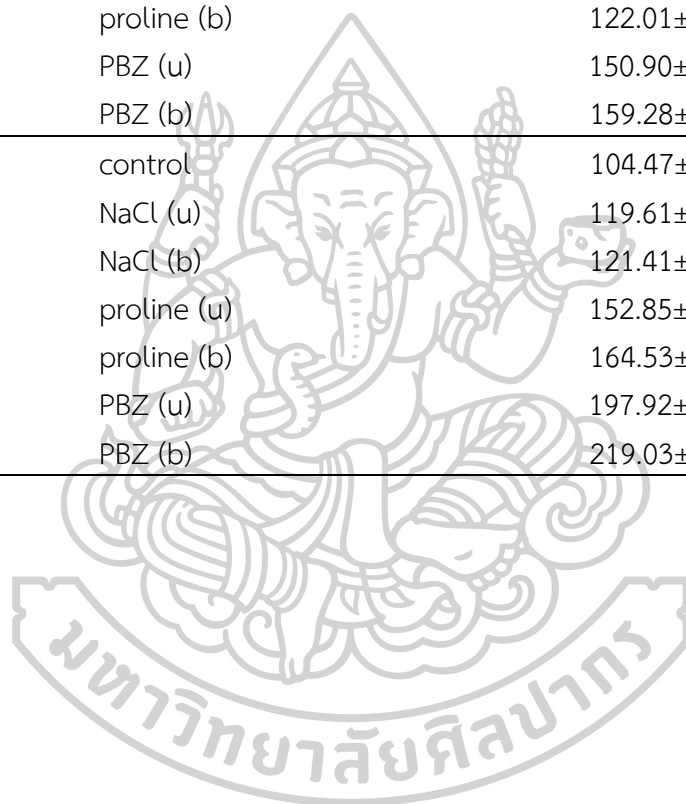 proline (b) 122.01±
PBZ (u) 150.90±
PBZ (b) 159.28±
control 104.47±
NaCl (u) 119.61±
NaCl (b) 121.41±
proline (u) 152.85±
proline (b) 164.53±
PBZ (u) 197.92±
PBZ (b) 219.03±
มหาวิทยาลัยศิลปากร